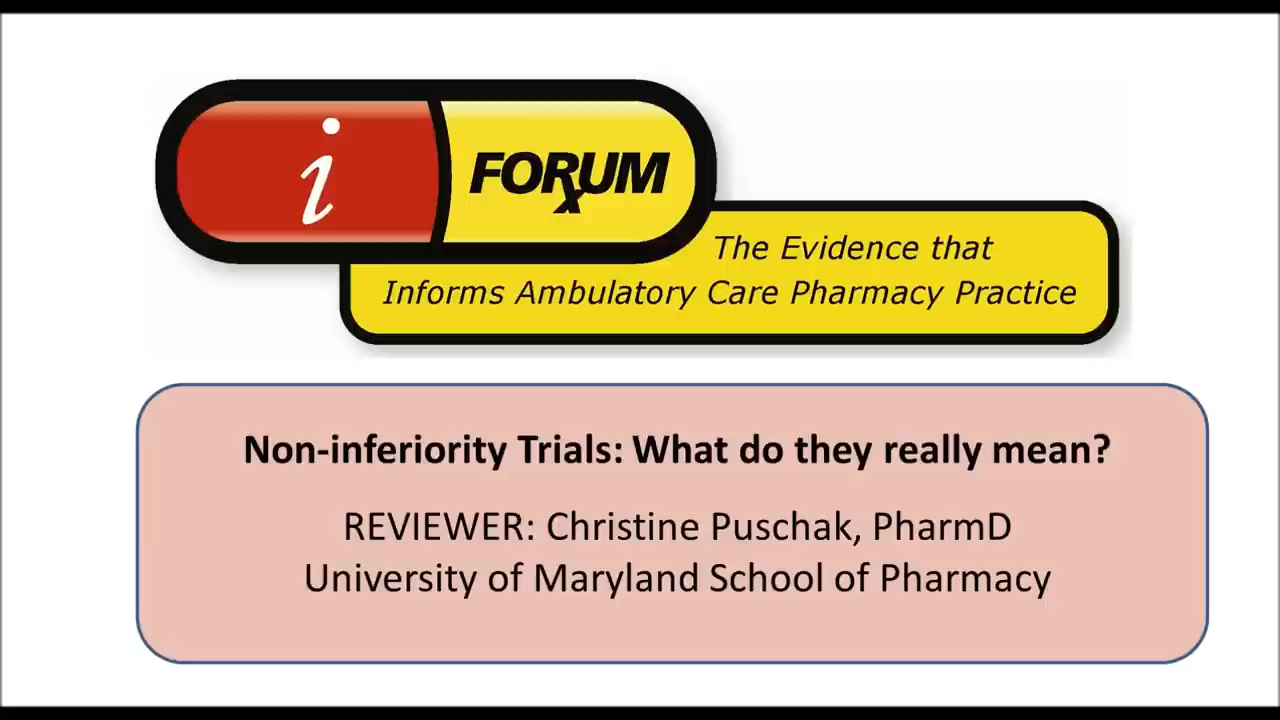 i
FORxUM
The Evidence that
Informs Ambulatory Care Pharmacy Practice
Non-inferiority Trials: What do they really mean?
REVIEWER: Christine Puschak, PharmD
University of Maryland School of Pharmacy